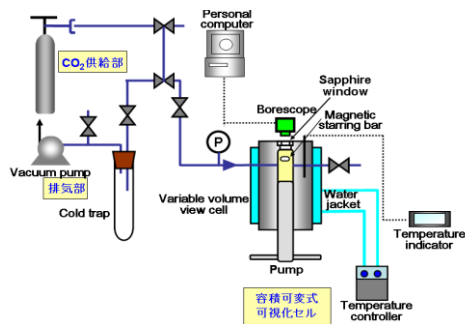 Personal
computer
CO2供給部
Sapphire
window
Borescope
Magnetic
starring bar
P
Vacuum pump
排気部
Cold trap
Variable volume
view cell
Water
jacket
Pump
Temperature
indicator
容積可変式
可視化セル
Temperature
controller